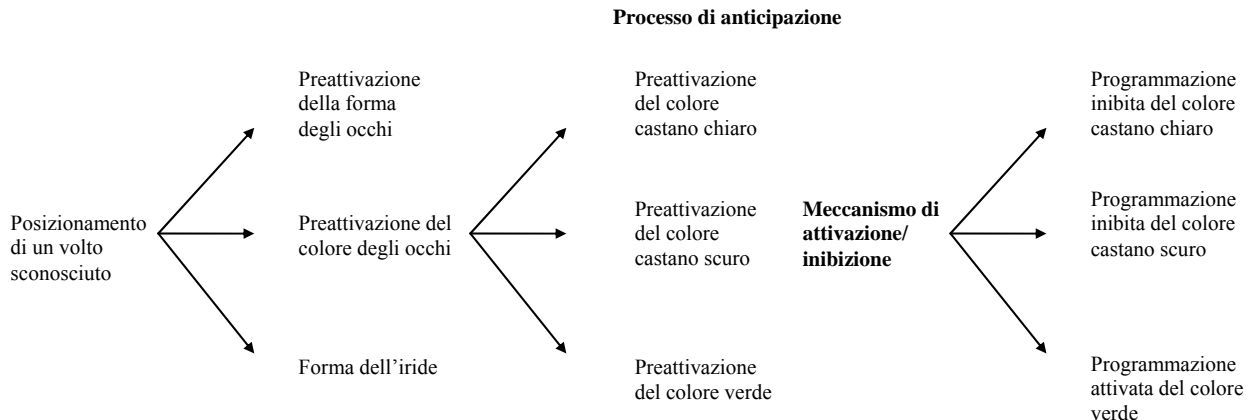 Processo di anticipazione
Preattivazione
della forma
degli occhi
Preattivazione
del colore
castano chiaro
Programmazione
inibita del colore
castano chiaro
Posizionamento
di un volto
sconosciuto
Preattivazione del
colore degli occhi
Preattivazione
del colore
castano scuro
Meccanismo di
attivazione/
inibizione
Programmazione
inibita del colore
castano scuro
Forma dell’iride
Preattivazione
del colore verde
Programmazione
attivata del colore
verde